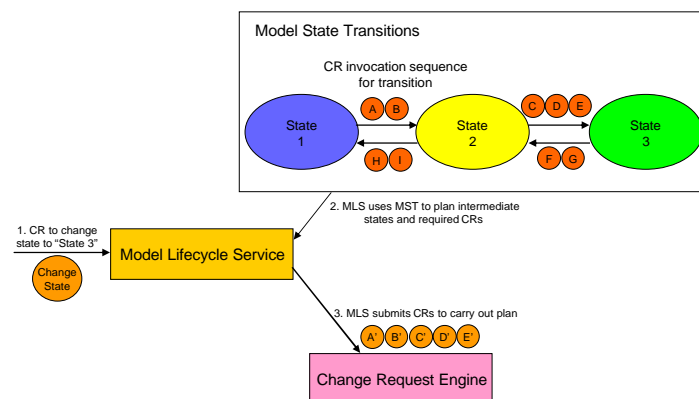 Model State Transitions
CR invocation sequence
for transition
A B
C D E
State
1
State
2
State
3
H I
F G
2. MLS uses MST to plan intermediate
states and required CRs
1. CR to change
state to “State 3”
Change
State
Model Lifecycle Service
3. MLS submits CRs to carry out plan
A' B' C' D' E'
Change Request Engine